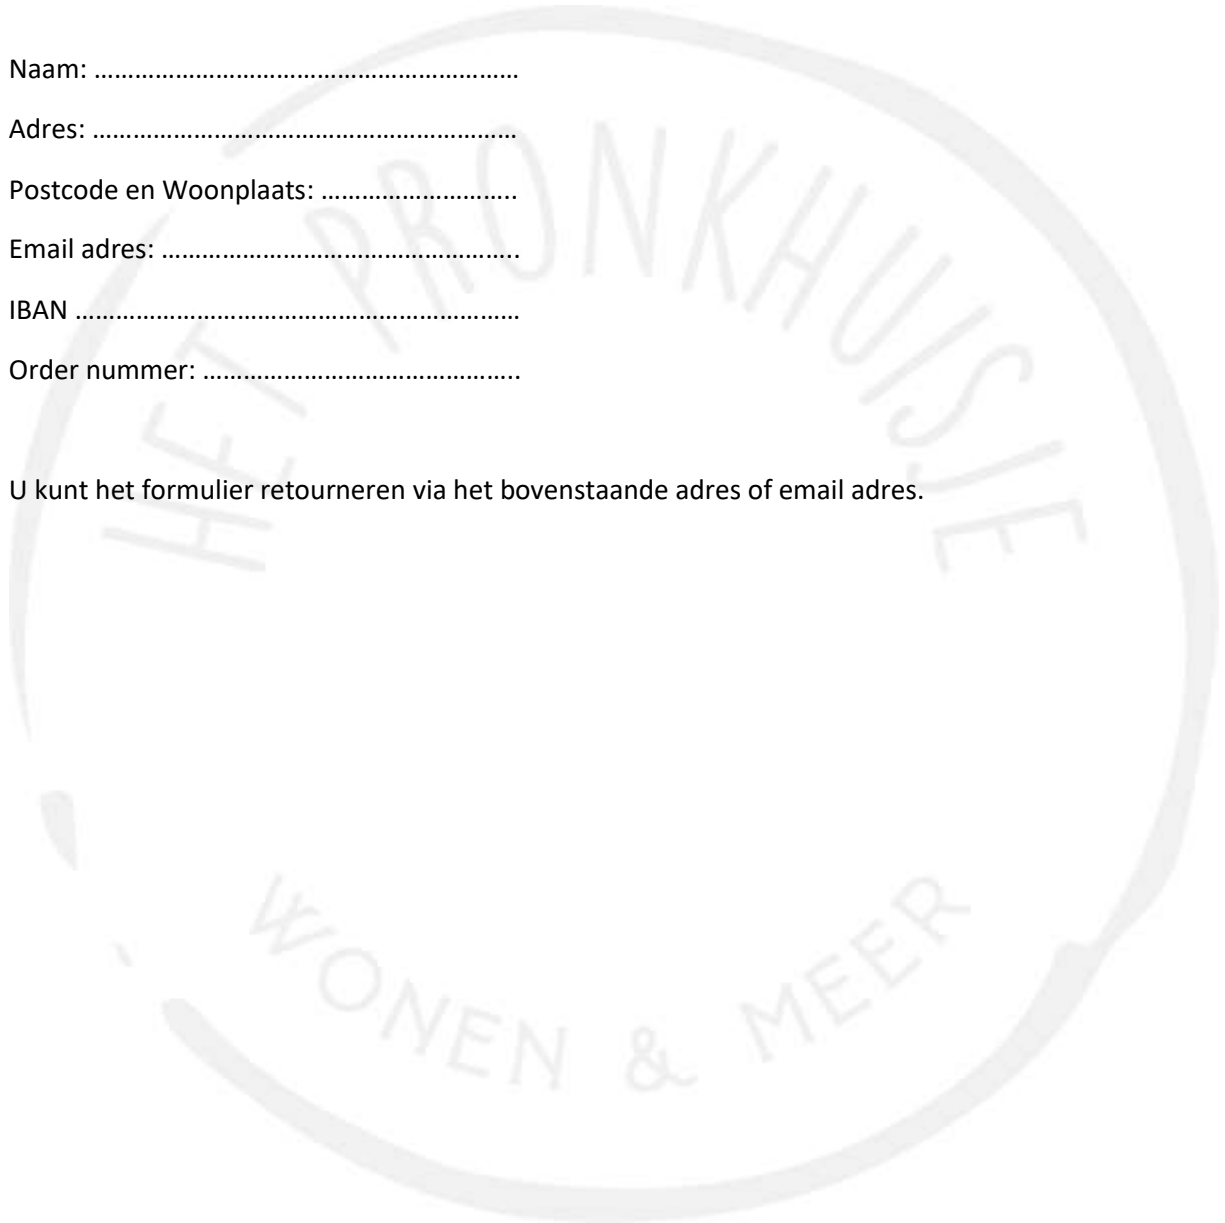 Naam: ………………………………………………………
Adres: ………………………………………………………
Postcode en Woonplaats: ………………………..
Email adres: ……………………………………………..
IBAN …………………………………………………………
Order nummer: ………………………………………..
U kunt het formulier retourneren via het bovenstaande adres of email adres.
HET PRONKHUISJE
WONEN & MEER